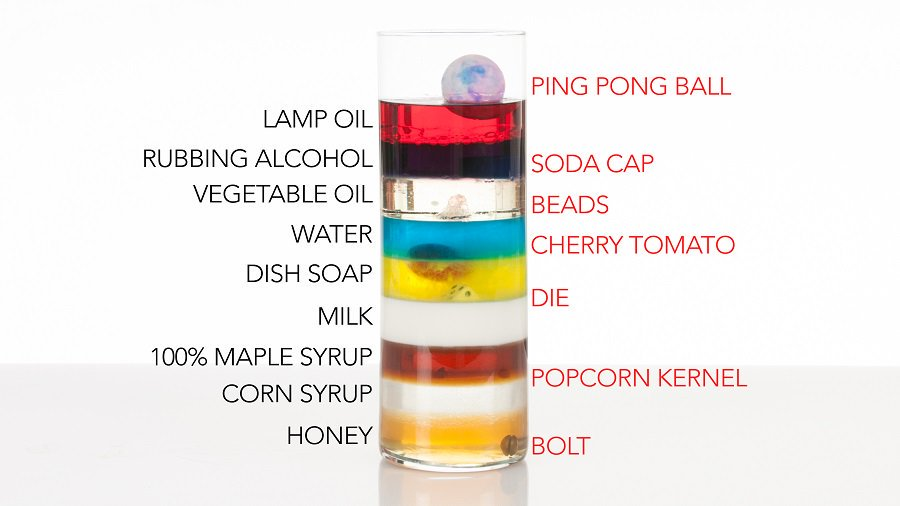 PING PONG BALL
LAMP OIL
RUBBING ALCOHOL
SODA CAP
VEGETABLE OIL
BEADS
WATER
CHERRY TOMATO
DISH SOAP
DIE
MILK
100% MAPLE SYRUP
POPCORN KERNEL
CORN SYRUP
HONEY
BOLT